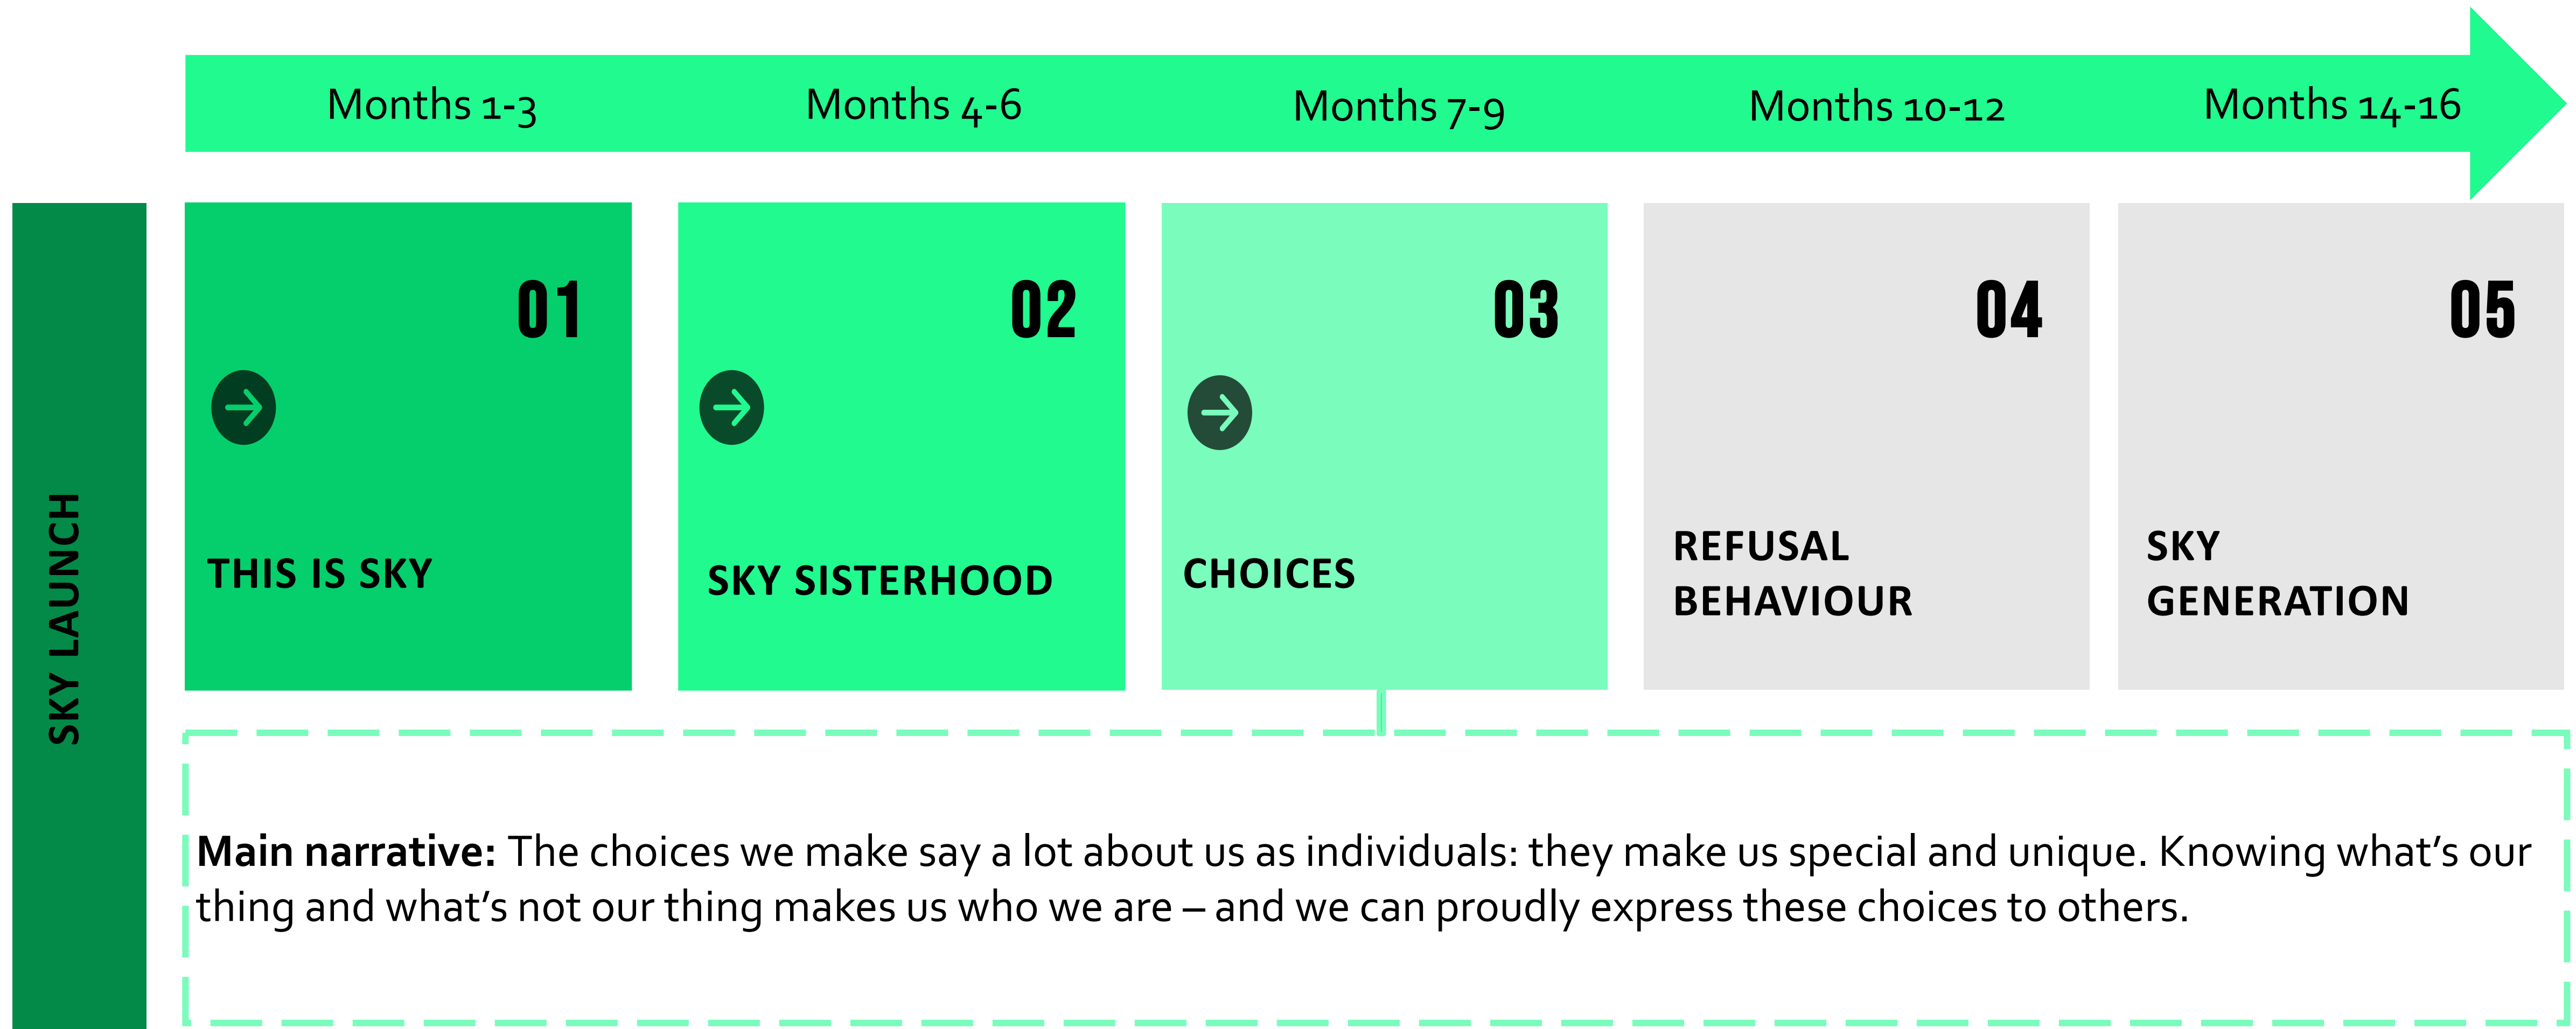 Months 1-3
Months 4-6
Months 7-9
Months 10-12
Months 14-16
SKY LAUNCH
01
THIS IS SKY
02
SKY SISTERHOOD
03
CHOICES
04
REFUSAL
BEHAVIOUR
05
SKY
GENERATION
Main narrative: The choices we make say a lot about us as individuals: they make us special and unique. Knowing what’s our
thing and what’s not our thing makes us who we are – and we can proudly express these choices to others.